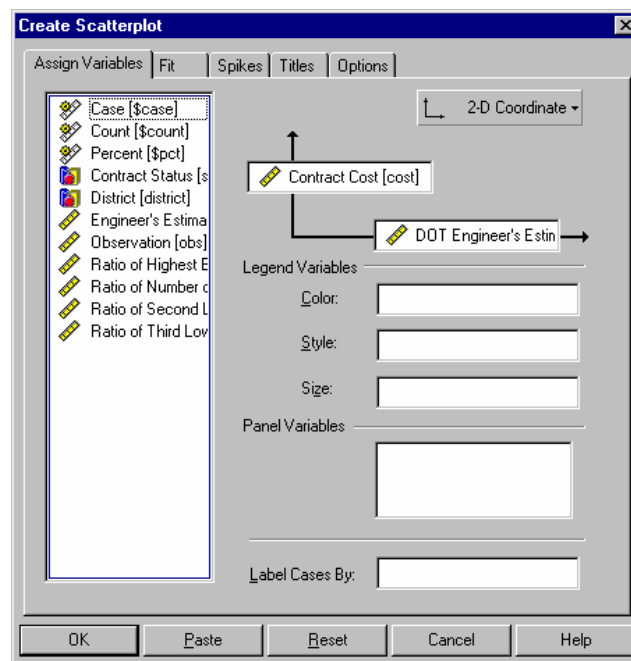 Create Scatterplot
Assign Variables
Fit
Spikes
Titles
Options
Case [$case]
Count [$count]
Percent [$pct]
Contract Status [s
District [district]
Engineer's Estima
Observation [obs]
Ratio of Highest E
Ratio of Number o
Ratio of Second L
Ratio of Third Low
2-D Coordinate
Contract Cost [cost]
DOT Engineer's Estin
Legend Variables
Color:
Style:
Size:
Panel Variables
Label Cases By:
OK
Paste
Reset
Cancel
Help